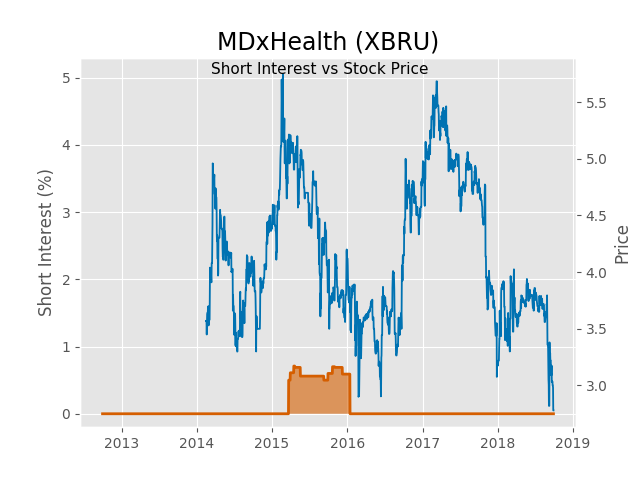 MDxHealth (XBRU)
Short Interest vs Stock Price
Short Interest (%)
5
4
3
2
1
0
5.5
5.0
4.5
4.0
3.5
3.0
Price
2013 2014 2015 2016 2017 2018 2019